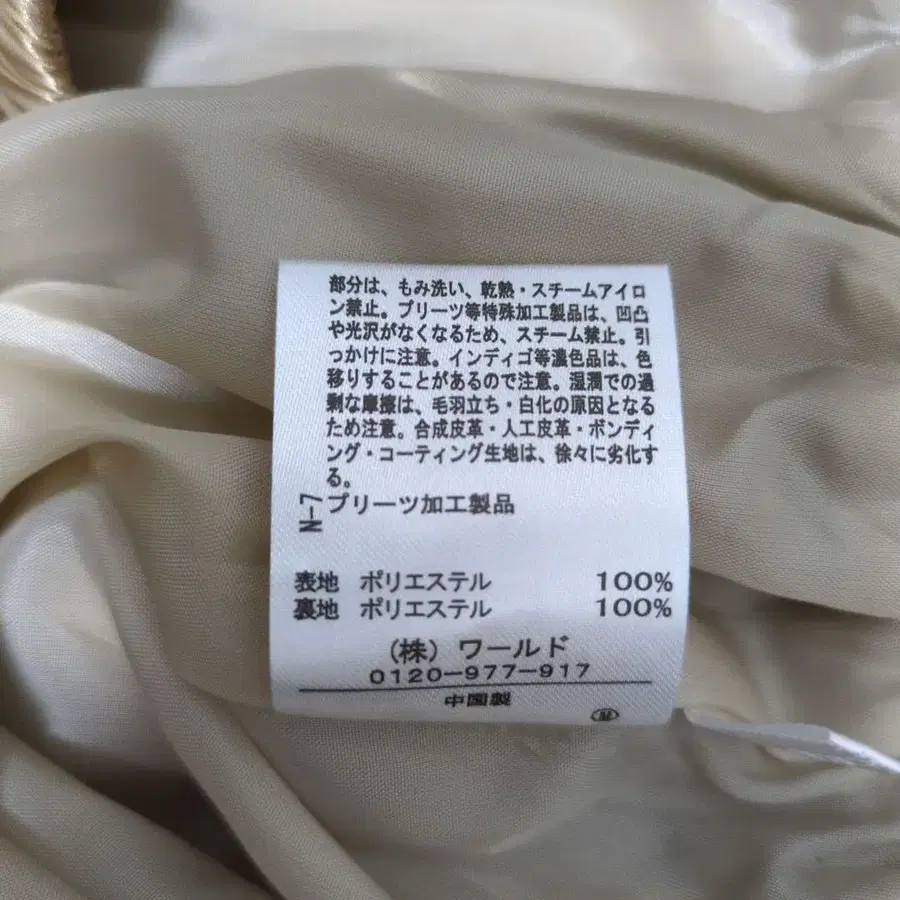 部分は、もみ洗い、乾熱・スチームアイロ
ン禁止。プリーツ等特殊加工製品は、凹凸
や光沢がなくなるため、スチーム禁止。引
っかけに注意。インディゴ等濃色品は、色
移りすることがあるので注意。湿潤での過
剰な摩擦は、毛羽立ち・白化の原因となる
ため注意。合成皮革・人工皮革・ボンディ
ング・コーティング生地は、徐々に劣化す
る。
N-7
プリーツ加工製品
表地 ポリエステル 100%
裏地 ポリエステル 100%
(株) ワールド
0120-977-917
中国製